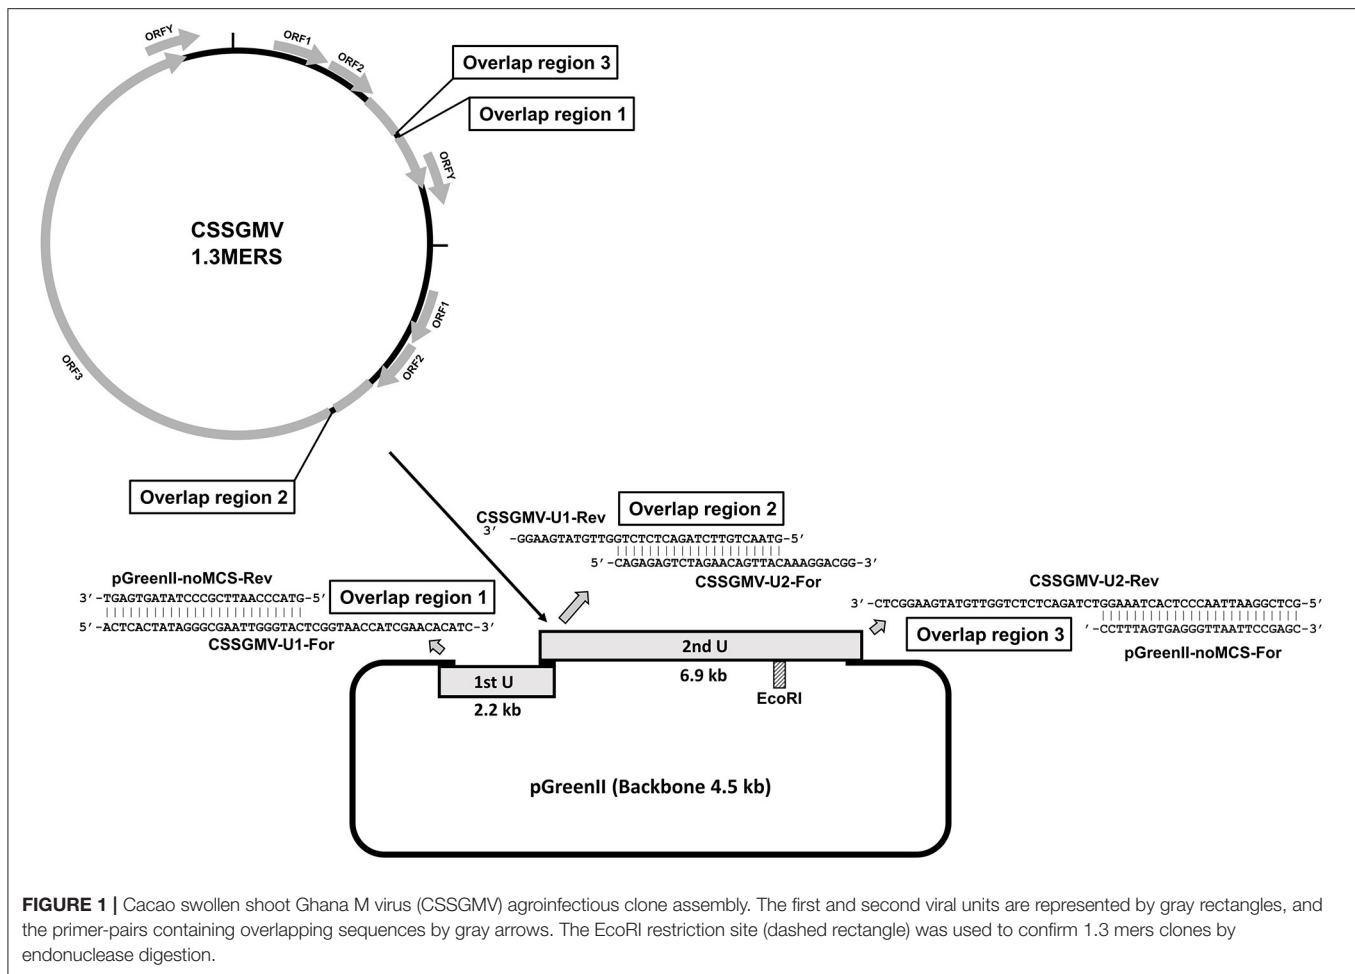 ORFY
ORF1
ORF2
Overlap region 3
Overlap region 1
ORFY
CSSGMV
1.3MERS
ORF1
ORF2
ORF3
Overlap region 2
CSSGMV-U1-Rev
Overlap region 2
3′ -GGAAGTATGTTGGTCTCTCAGATCTTGTCAATG-5′
5′-CAGAGAGTCTAGAACAGTTACAAAGGACGG-3′
CSSGMV-U2-For
pGreenII-noMCS-Rev
3′-TGAGTGATATCCCGCTTAACCCATG-5′
Overlap region 1
5′-ACTCACTATAGGGCGAATTGGGTACTCGGTAACCATCGAACACATC-3′
CSSGMV-U1-For
CSSGMV-U2-Rev
3′-CTCGGAAGTATGTTGGTCTCTCAGATCTGGAAATCACTCCCAATTAAGGCTCG-5′
Overlap region 3
′-CCTTTAGTGAGGGTTAATTCCGAGC-3′
pGreenII-noMCS-For
2nd U
6.9 kb
EcoRI
1st U
2.2 kb
pGreenII (Backbone 4.5 kb)
FIGURE 1 | Cacao swollen shoot Ghana M virus (CSSGMV) agroinfectious clone assembly. The first and second viral units are represented by gray rectangles, and
the primer-pairs containing overlapping sequences by gray arrows. The EcoRI restriction site (dashed rectangle) was used to confirm 1.3 mers clones by
endonuclease digestion.